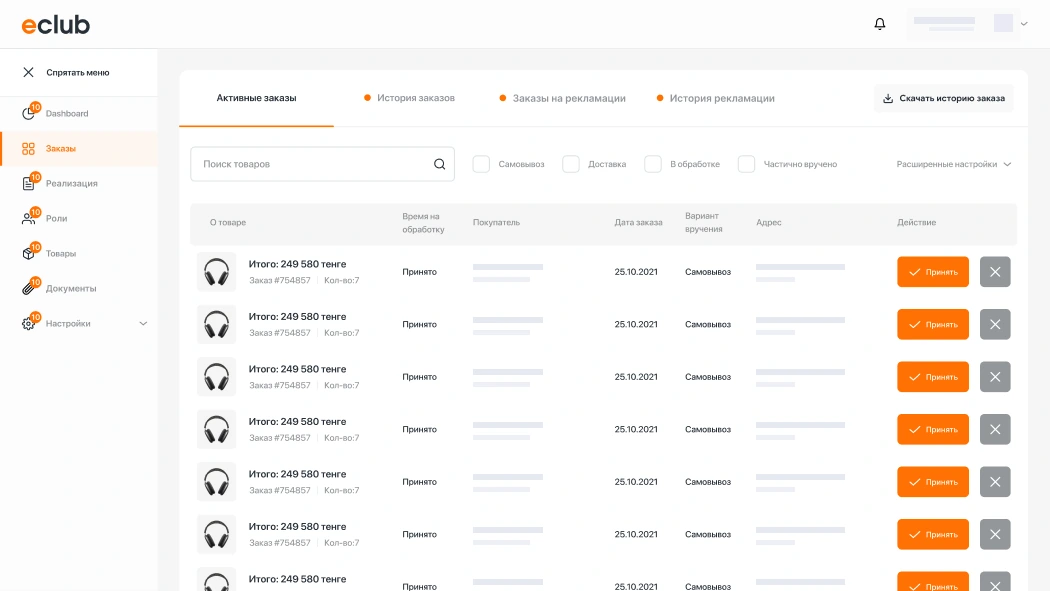 eclub
Спрятать меню
10
Dashboard
Заказы
10
Реализация
10
Роли
10
Товары
10
Документы
10
Настройки
Активные заказы
История заказов
Заказы на рекламации
История рекламации
Скачать историю заказа
Поиск товаров
Самовывоз
Доставка
В обработке
Частично вручено
Расширенные настройки
О товаре
Время на
обработку
Покупатель
Дата заказа
Вариант
вручения
Адрес
Действие
Итого: 249 580 тенге
Заказ #754857 Кол-во:7
Принято
25.10.2021
Самовывоз
Принять
Итого: 249 580 тенге
Заказ #754857 Кол-во:7
Принято
25.10.2021
Самовывоз
Принять
Итого: 249 580 тенге
Заказ #754857 Кол-во:7
Принято
25.10.2021
Самовывоз
Принять
Итого: 249 580 тенге
Заказ #754857 Кол-во:7
Принято
25.10.2021
Самовывоз
Принять
Итого: 249 580 тенге
Заказ #754857 Кол-во:7
Принято
25.10.2021
Самовывоз
Принять
Итого: 249 580 тенге
Заказ #754857 Кол-во:7
Принято
25.10.2021
Самовывоз
Принять
Итого: 249 580 тенге
Принято
25.10.2021
Самовывоз
Принять